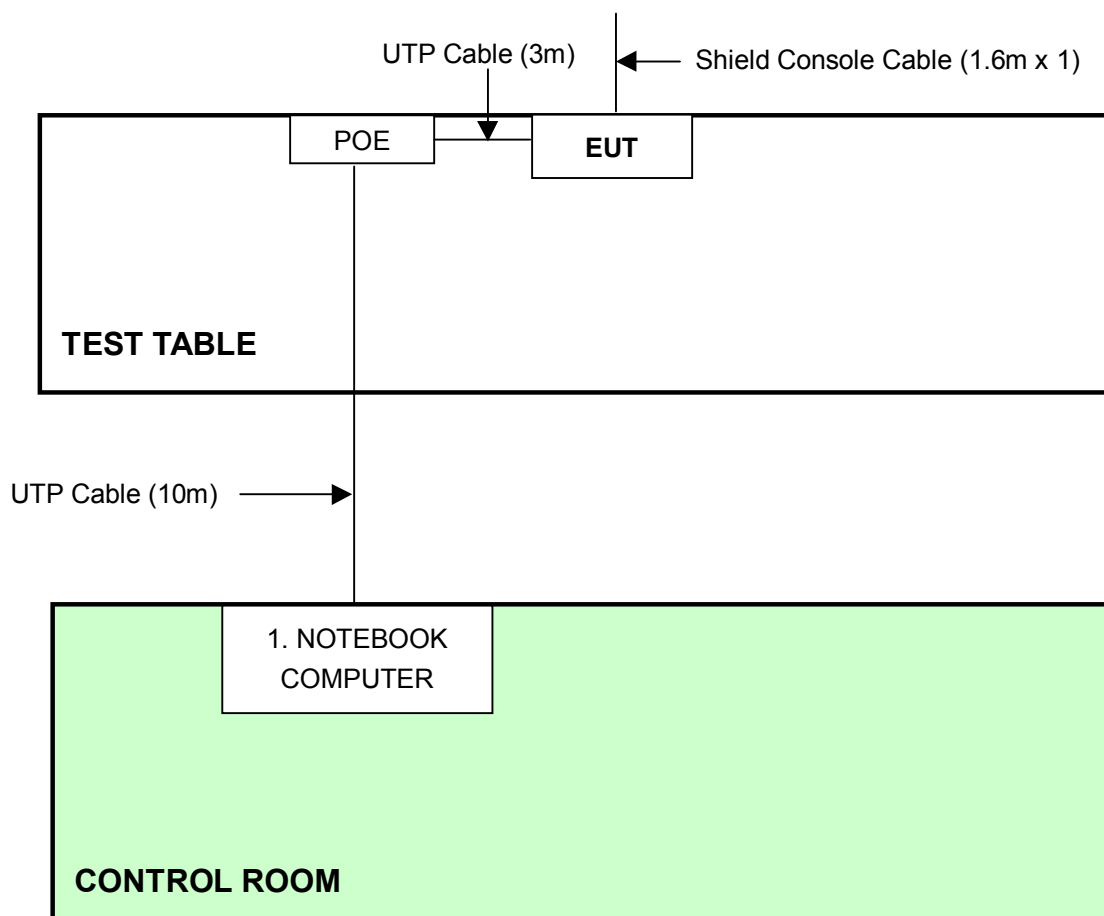 UTP Cable (3m)
Shield Console Cable (1.6m x 1)
POE
EUT
TEST TABLE
UTP Cable (10m)
1. NOTEBOOK
COMPUTER
CONTROL ROOM